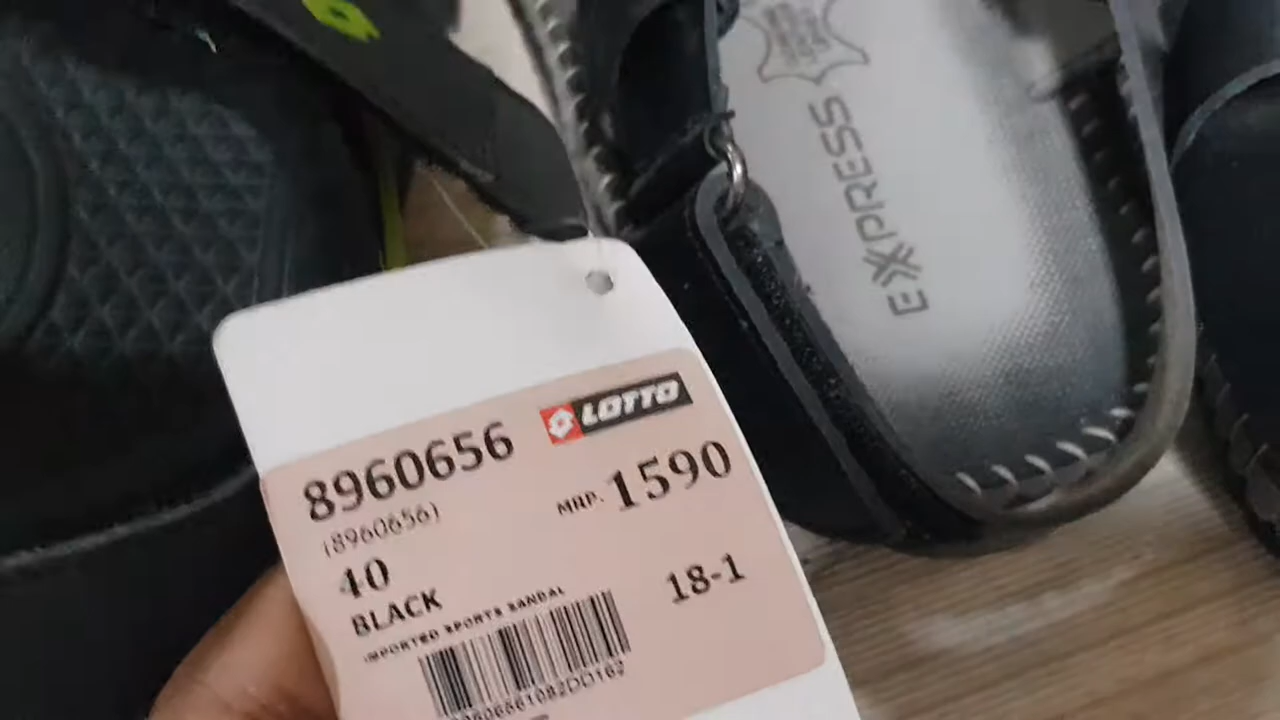 EXPRESS
LOTTO
8960656
(8960656)
MRP. 1590
40
18-1
BLACK
IMPORTED SPORTS SANDAL